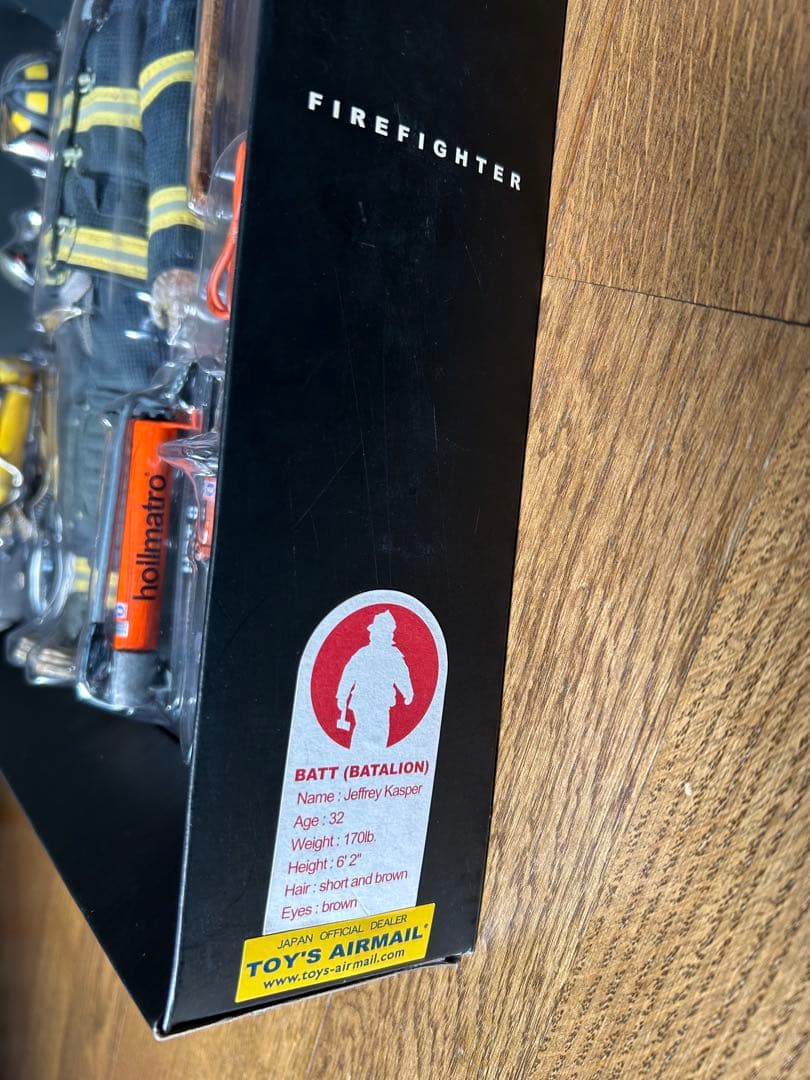 FIREFIGHTER
hollmatro
BATT (BATALION)
Name : Jeffrey Kasper
Age : 32
Weight : 170lb.
Height : 6' 2"
Hair : short and brown
Eyes : brown
JAPAN OFFICIAL DEALER
TOY'S AIRMAIL
www.toys-airmail.com